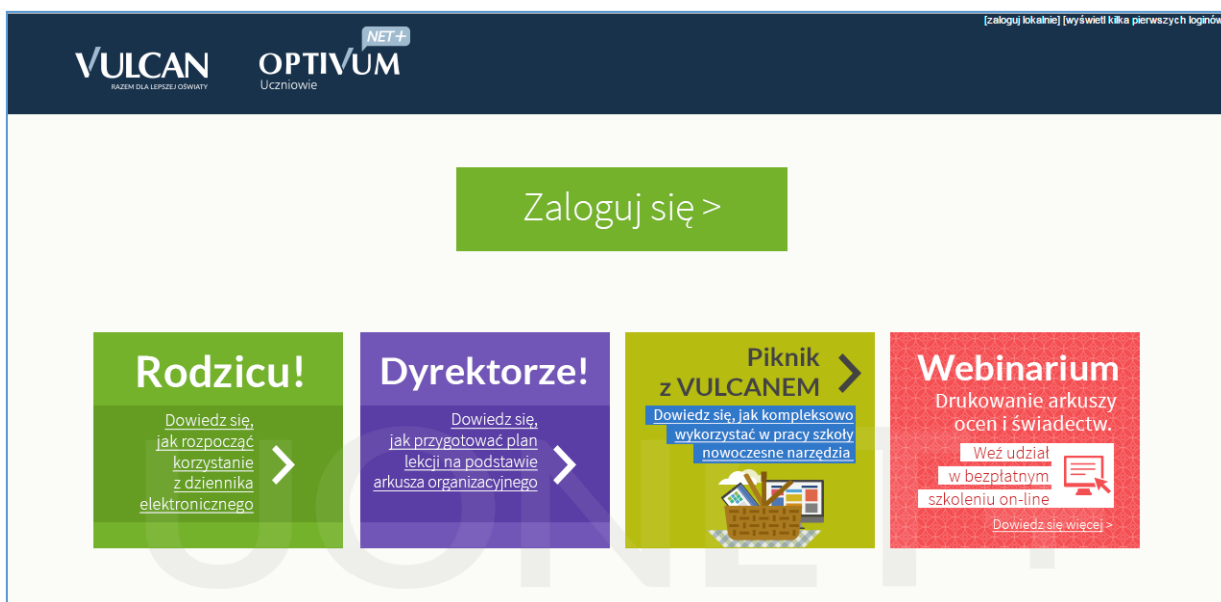 [zaloguj lokalnie] [wyświetl kilka pierwszych loginów
VULCAN
RAZEM DLA LEPSZEJ OŚWIATY
NET+
OPTIVUM
Uczniowie
Zaloguj się >
Rodzicu!
Dowiedz się,
jak rozpocząć
korzystanie
z dziennika
elektronicznego
Dyrektorze!
Dowiedz się,
jak przygotować plan
lekcji na podstawie
arkusza organizacyjnego
Piknik
z VULCANEM
Dowiedz się, jak kompleksowo
wykorzystać w pracy szkoły
nowoczesne narzędzia
Webinarium
Drukowanie arkuszy
ocen i świadectw.
Weź udział
w bezpłatnym
szkoleniu on-line
Dowiedz się więcej >
UONET+